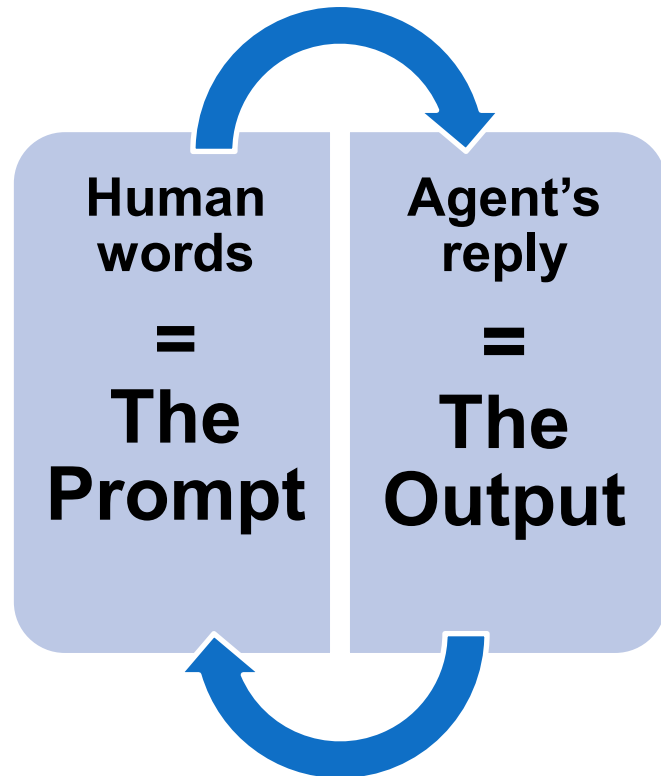 Human
words
=
The
Prompt
Agent’s
reply
=
The
Output